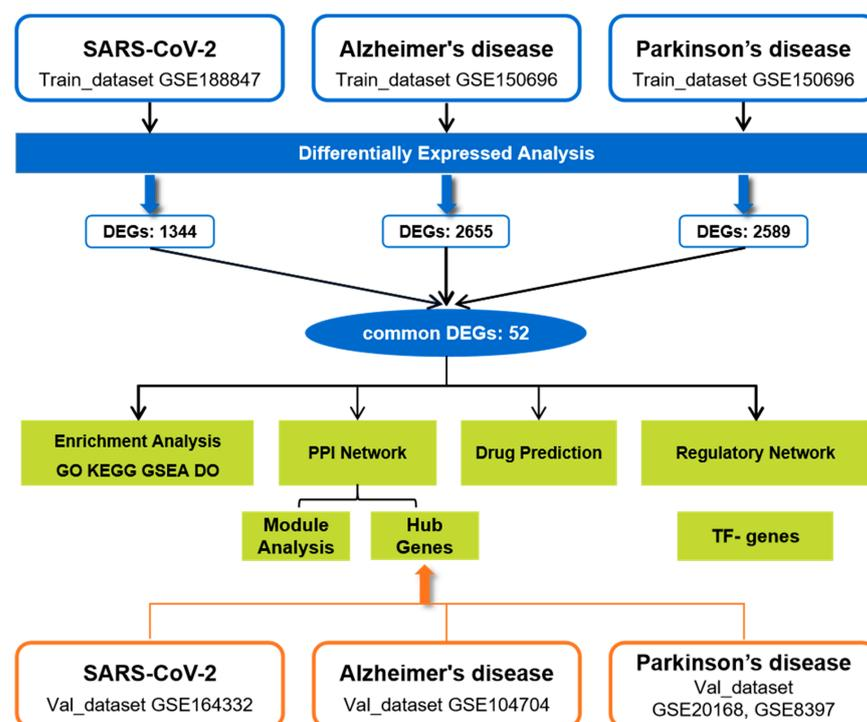 SARS-CoV-2
Train_dataset GSE188847
Alzheimer's disease
Train_dataset GSE150696
Parkinson’s disease
Train_dataset GSE150696
Differentially Expressed Analysis
DEGs: 1344
DEGs: 2655
DEGs: 2589
common DEGs: 52
Enrichment Analysis
GO KEGG GSEA DO
PPI Network
Drug Prediction
Regulatory Network
Module
Analysis
Hub
Genes
TF- genes
SARS-CoV-2
Val_dataset GSE164332
Alzheimer's disease
Val_dataset GSE104704
Parkinson’s disease
Val_dataset
GSE20168, GSE8397